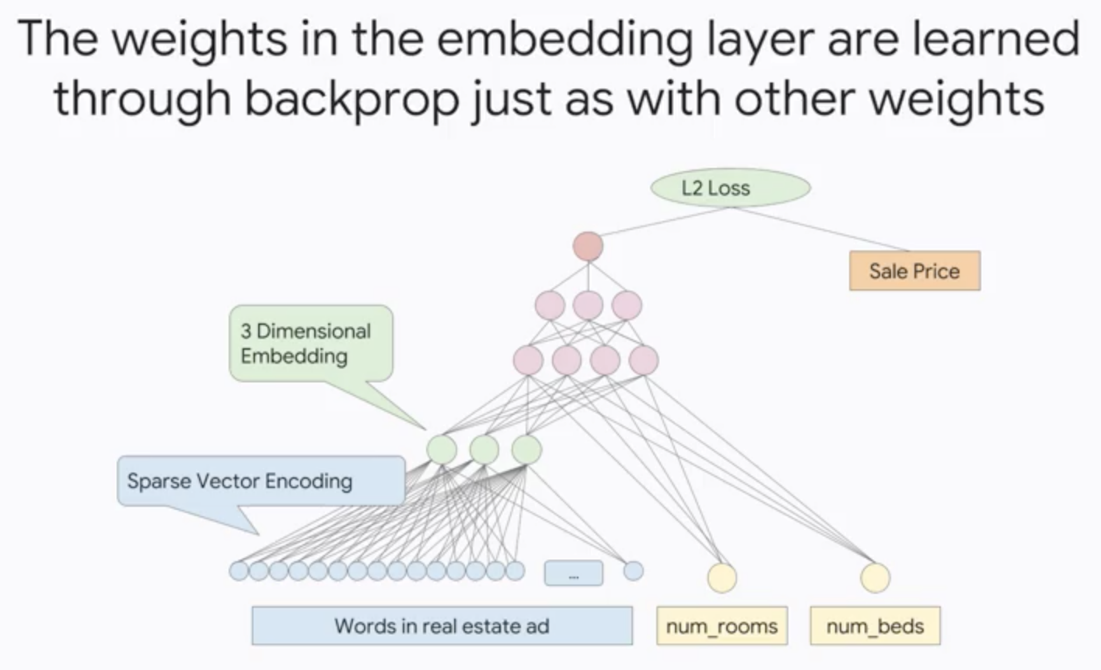 The weights in the embedding layer are learned
through backprop just as with other weights
L2 Loss
Sale Price
3 Dimensional
Embedding
Sparse Vector Encoding
...
Words in real estate ad
num_rooms
num_beds